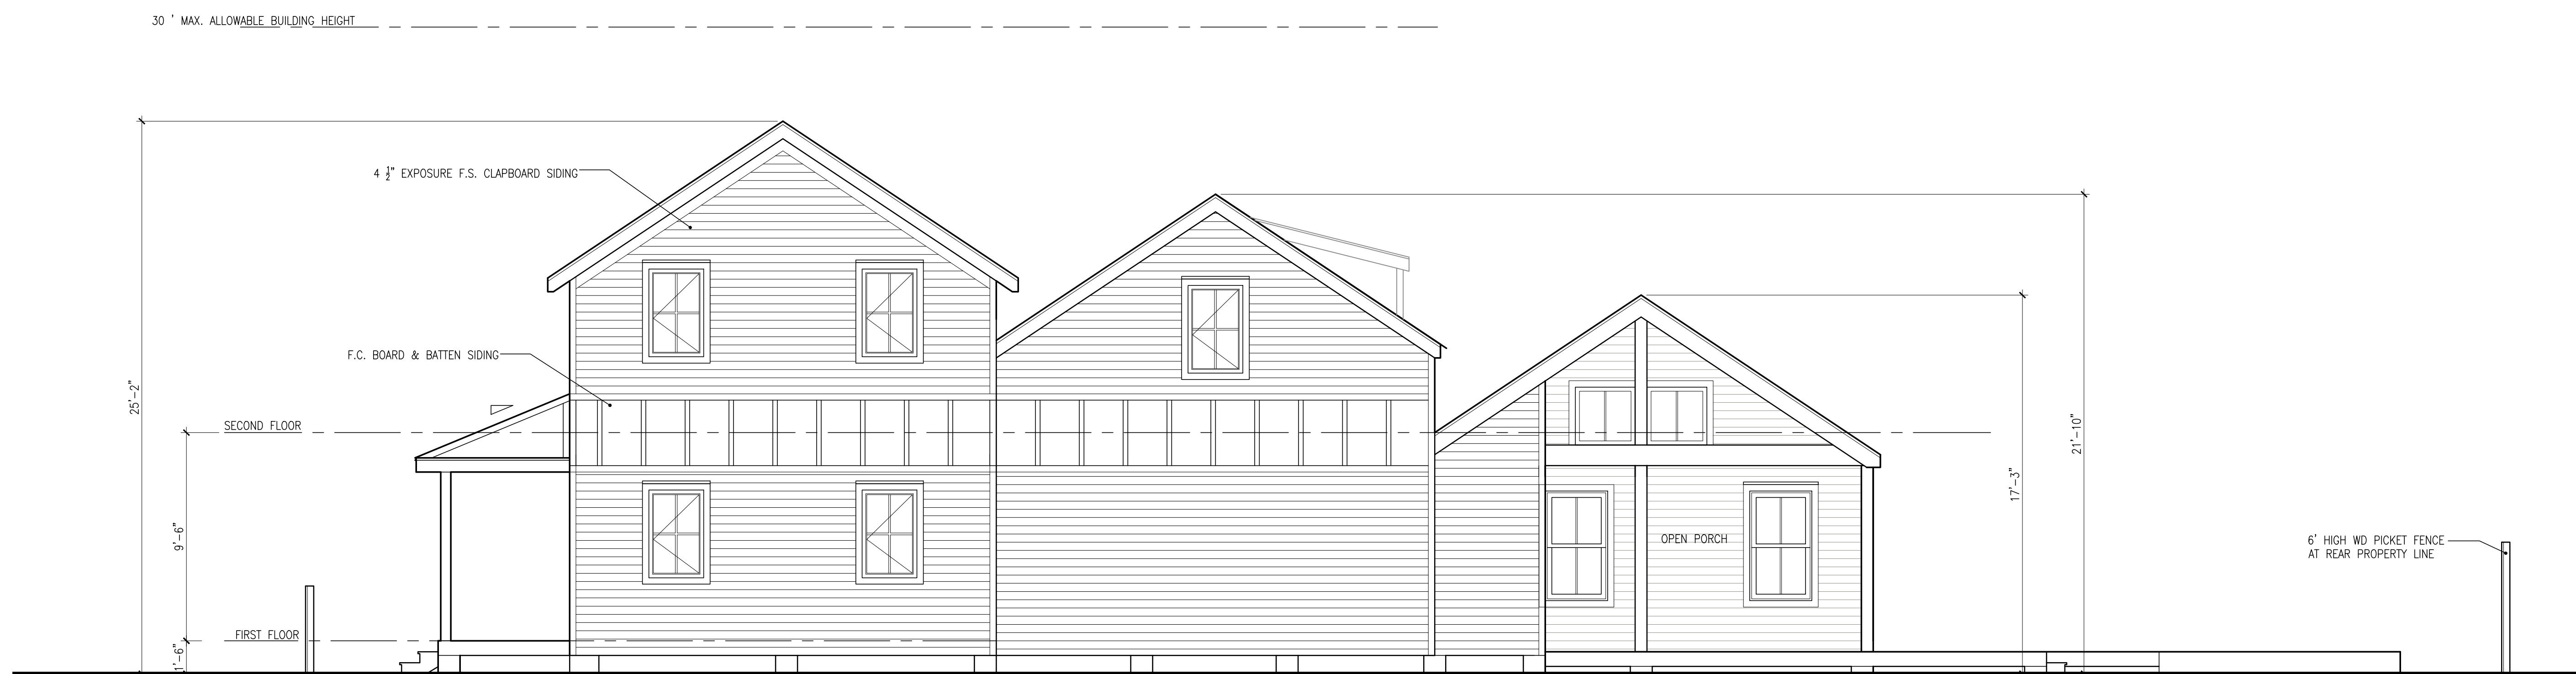 30 ' MAX. ALLOWABLE BUILDING HEIGHT
4 ½" EXPOSURE F.S. CLAPBOARD SIDING
F.C. BOARD & BATTEN SIDING
25'-2"
SECOND FLOOR
9'-6"
FIRST FLOOR
1'-6"
OPEN PORCH
17'-3"
21'-10"
6' HIGH WD PICKET FENCE
AT REAR PROPERTY LINE